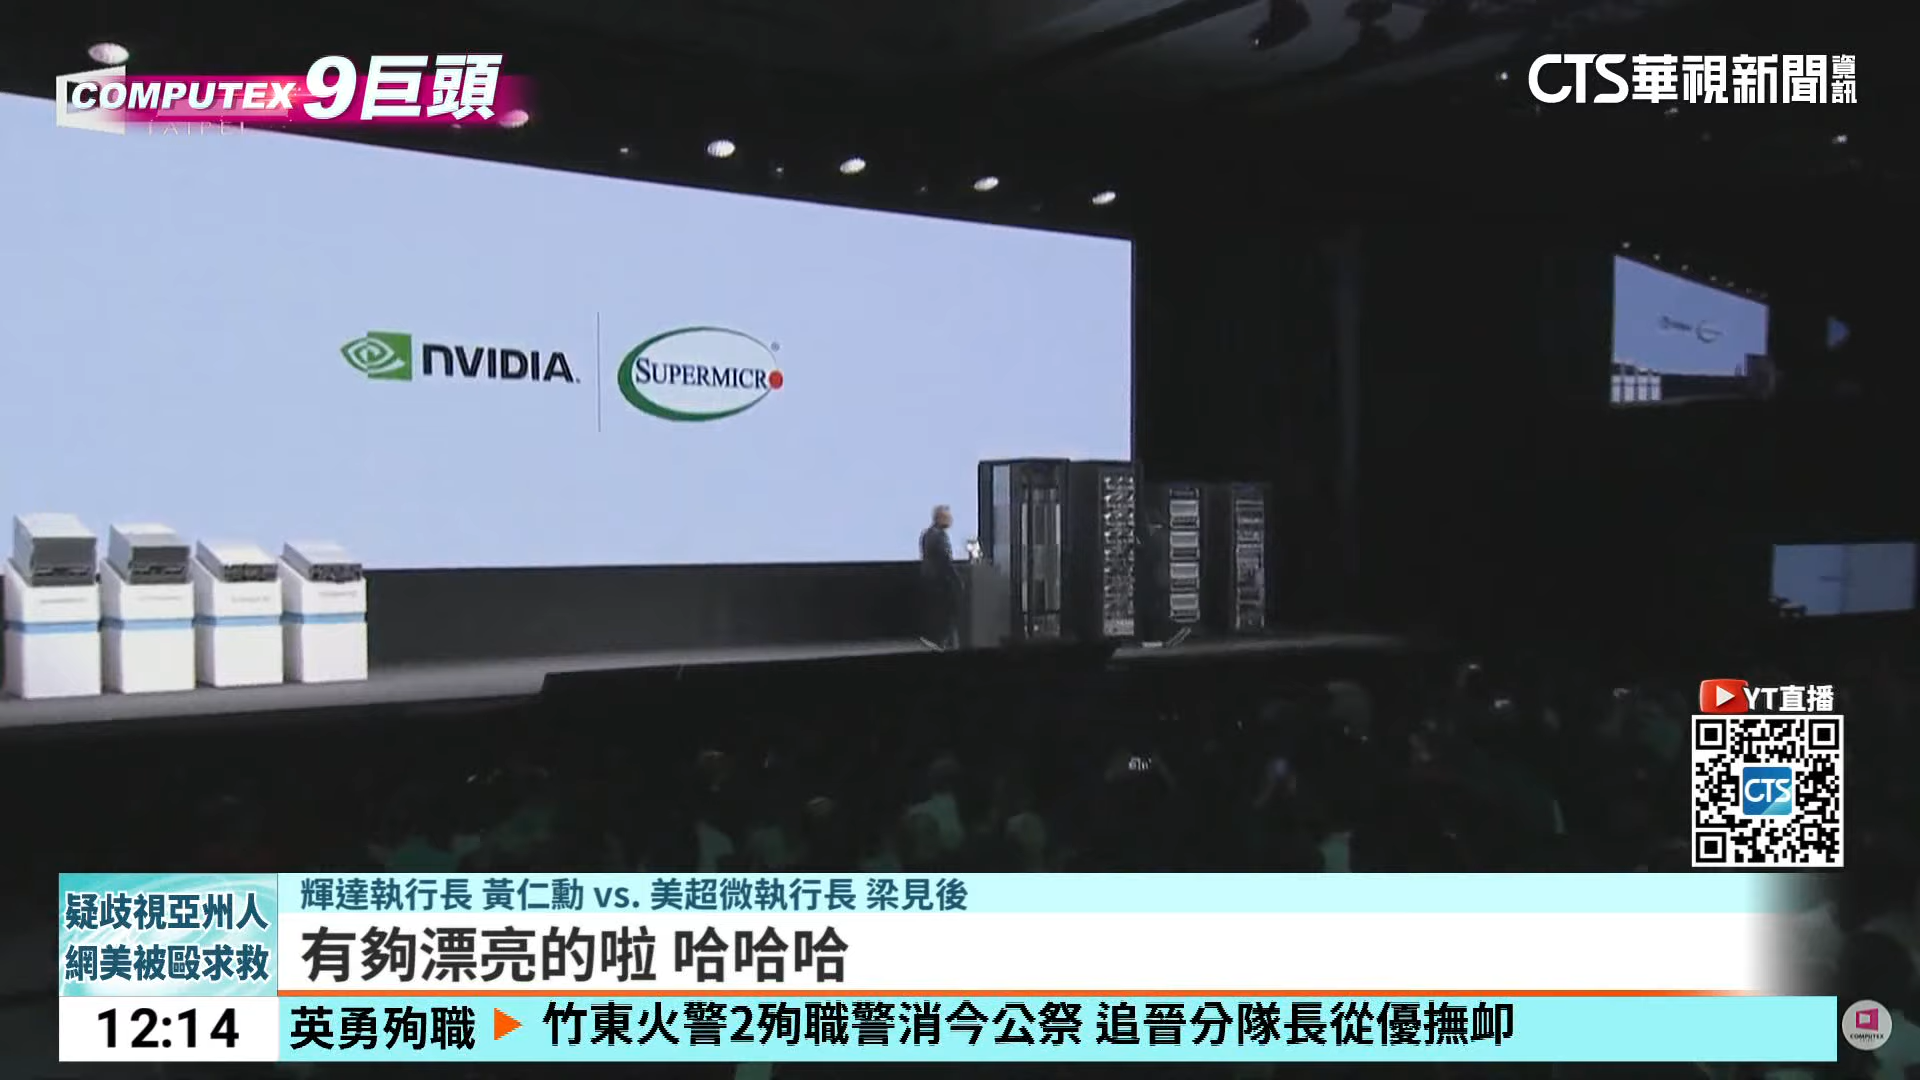 COMPUTEX 9巨頭
TAIPEI
CTS華視新聞資訊
NVIDIA.
SUPERMICRO®
YT直播
CTS
疑歧視亞州人
網美被毆求救
輝達執行長 黃仁勳 vs. 美超微執行長 梁見後
有夠漂亮的啦 哈哈哈
12:14
英勇殉職 竹東火警2殉職警消今公祭 追晉分隊長從優撫卹
COMPUTEX